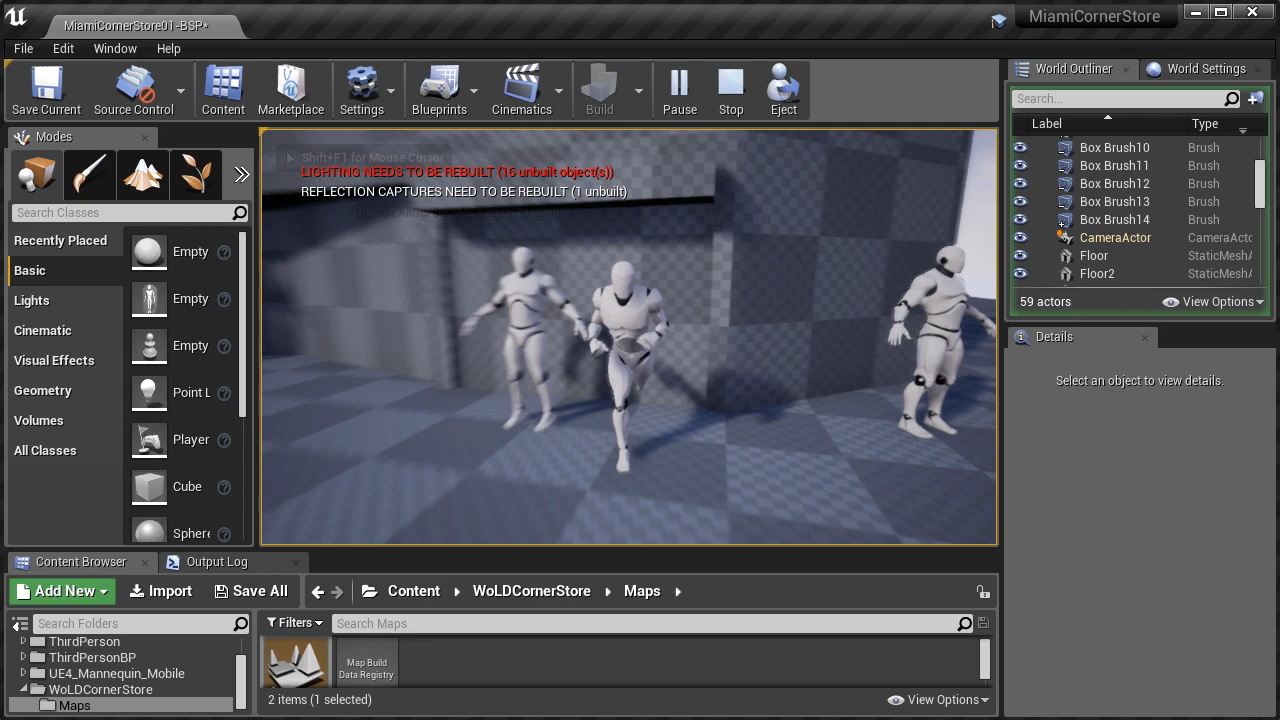 MiamiCornerStore01-BSP*
MiamiCornerStore
File Edit Window Help
Save Current Source Control Content Marketplace Settings Blueprints Cinematics Build Pause Stop Eject
World Outliner World Settings
Search...
Label Type
Box Brush10 Brush
Box Brush11 Brush
Box Brush12 Brush
Box Brush13 Brush
Box Brush14 Brush
CameraActor CameraActo
Floor StaticMeshA
Floor2 StaticMeshA
59 actors View Options
Details
Select an object to view details.
Modes
Search Classes
Recently Placed
Basic
Lights
Cinematic
Visual Effects
Geometry
Volumes
All Classes
Empty
Empty
Empty
Point L
Player
Cube
Sphere
Shift+F1 for Mouse Cursor
LIGHTING NEEDS TO BE REBUILT (16 unbuilt object(s))
REFLECTION CAPTURES NEED TO BE REBUILT (1 unbuilt)
Content Browser Output Log
Add New Import Save All Content WoLDCornerStore Maps
Search Folders
Filters Search Maps
ThirdPerson
ThirdPersonBP
UE4_Mannequin_Mobile
WoLDCornerStore
Maps
Map Build
Data Registry
2 items (1 selected) View Options